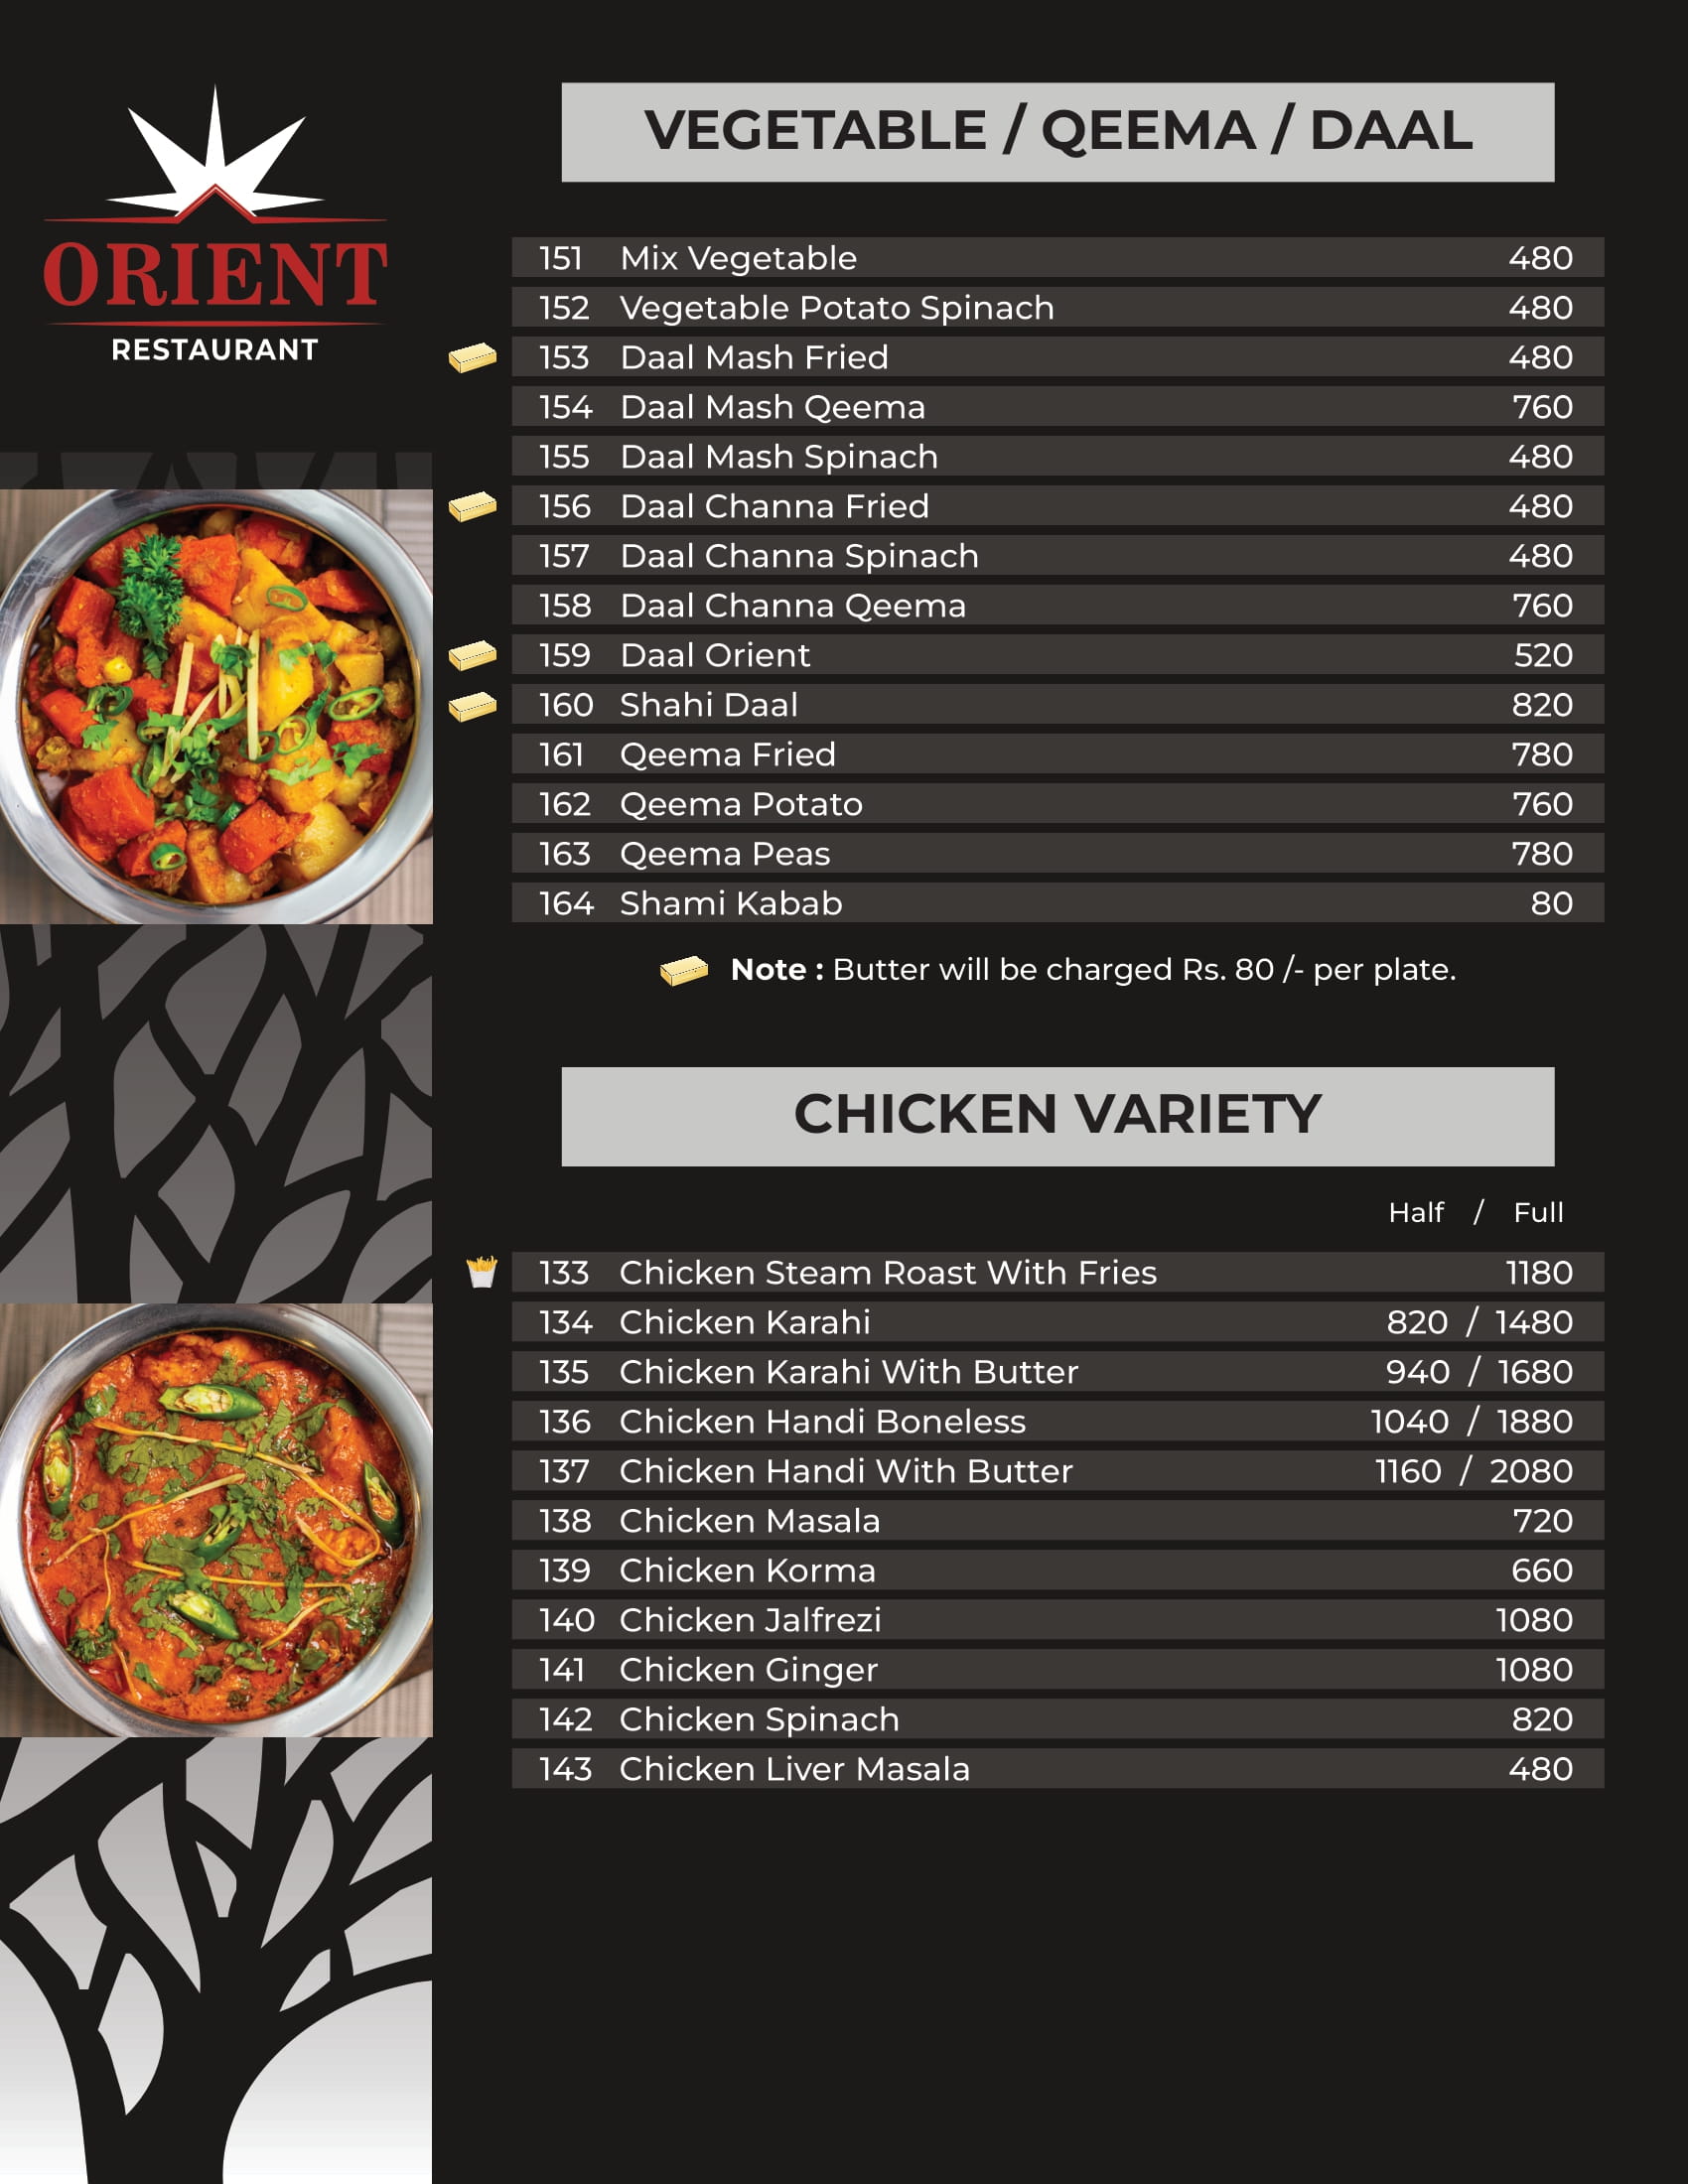 ORIENT
RESTAURANT
VEGETABLE / QEEMA / DAAL
151 Mix Vegetable 480
152 Vegetable Potato Spinach 480
153 Daal Mash Fried 480
154 Daal Mash Qeema 760
155 Daal Mash Spinach 480
156 Daal Channa Fried 480
157 Daal Channa Spinach 480
158 Daal Channa Qeema 760
159 Daal Orient 520
160 Shahi Daal 820
161 Qeema Fried 780
162 Qeema Potato 760
163 Qeema Peas 780
164 Shami Kabab 80
Note : Butter will be charged Rs. 80 /- per plate.
CHICKEN VARIETY
Half / Full
133 Chicken Steam Roast With Fries 1180
134 Chicken Karahi 820 / 1480
135 Chicken Karahi With Butter 940 / 1680
136 Chicken Handi Boneless 1040 / 1880
137 Chicken Handi With Butter 1160 / 2080
138 Chicken Masala 720
139 Chicken Korma 660
140 Chicken Jalfrezi 1080
141 Chicken Ginger 1080
142 Chicken Spinach 820
143 Chicken Liver Masala 480